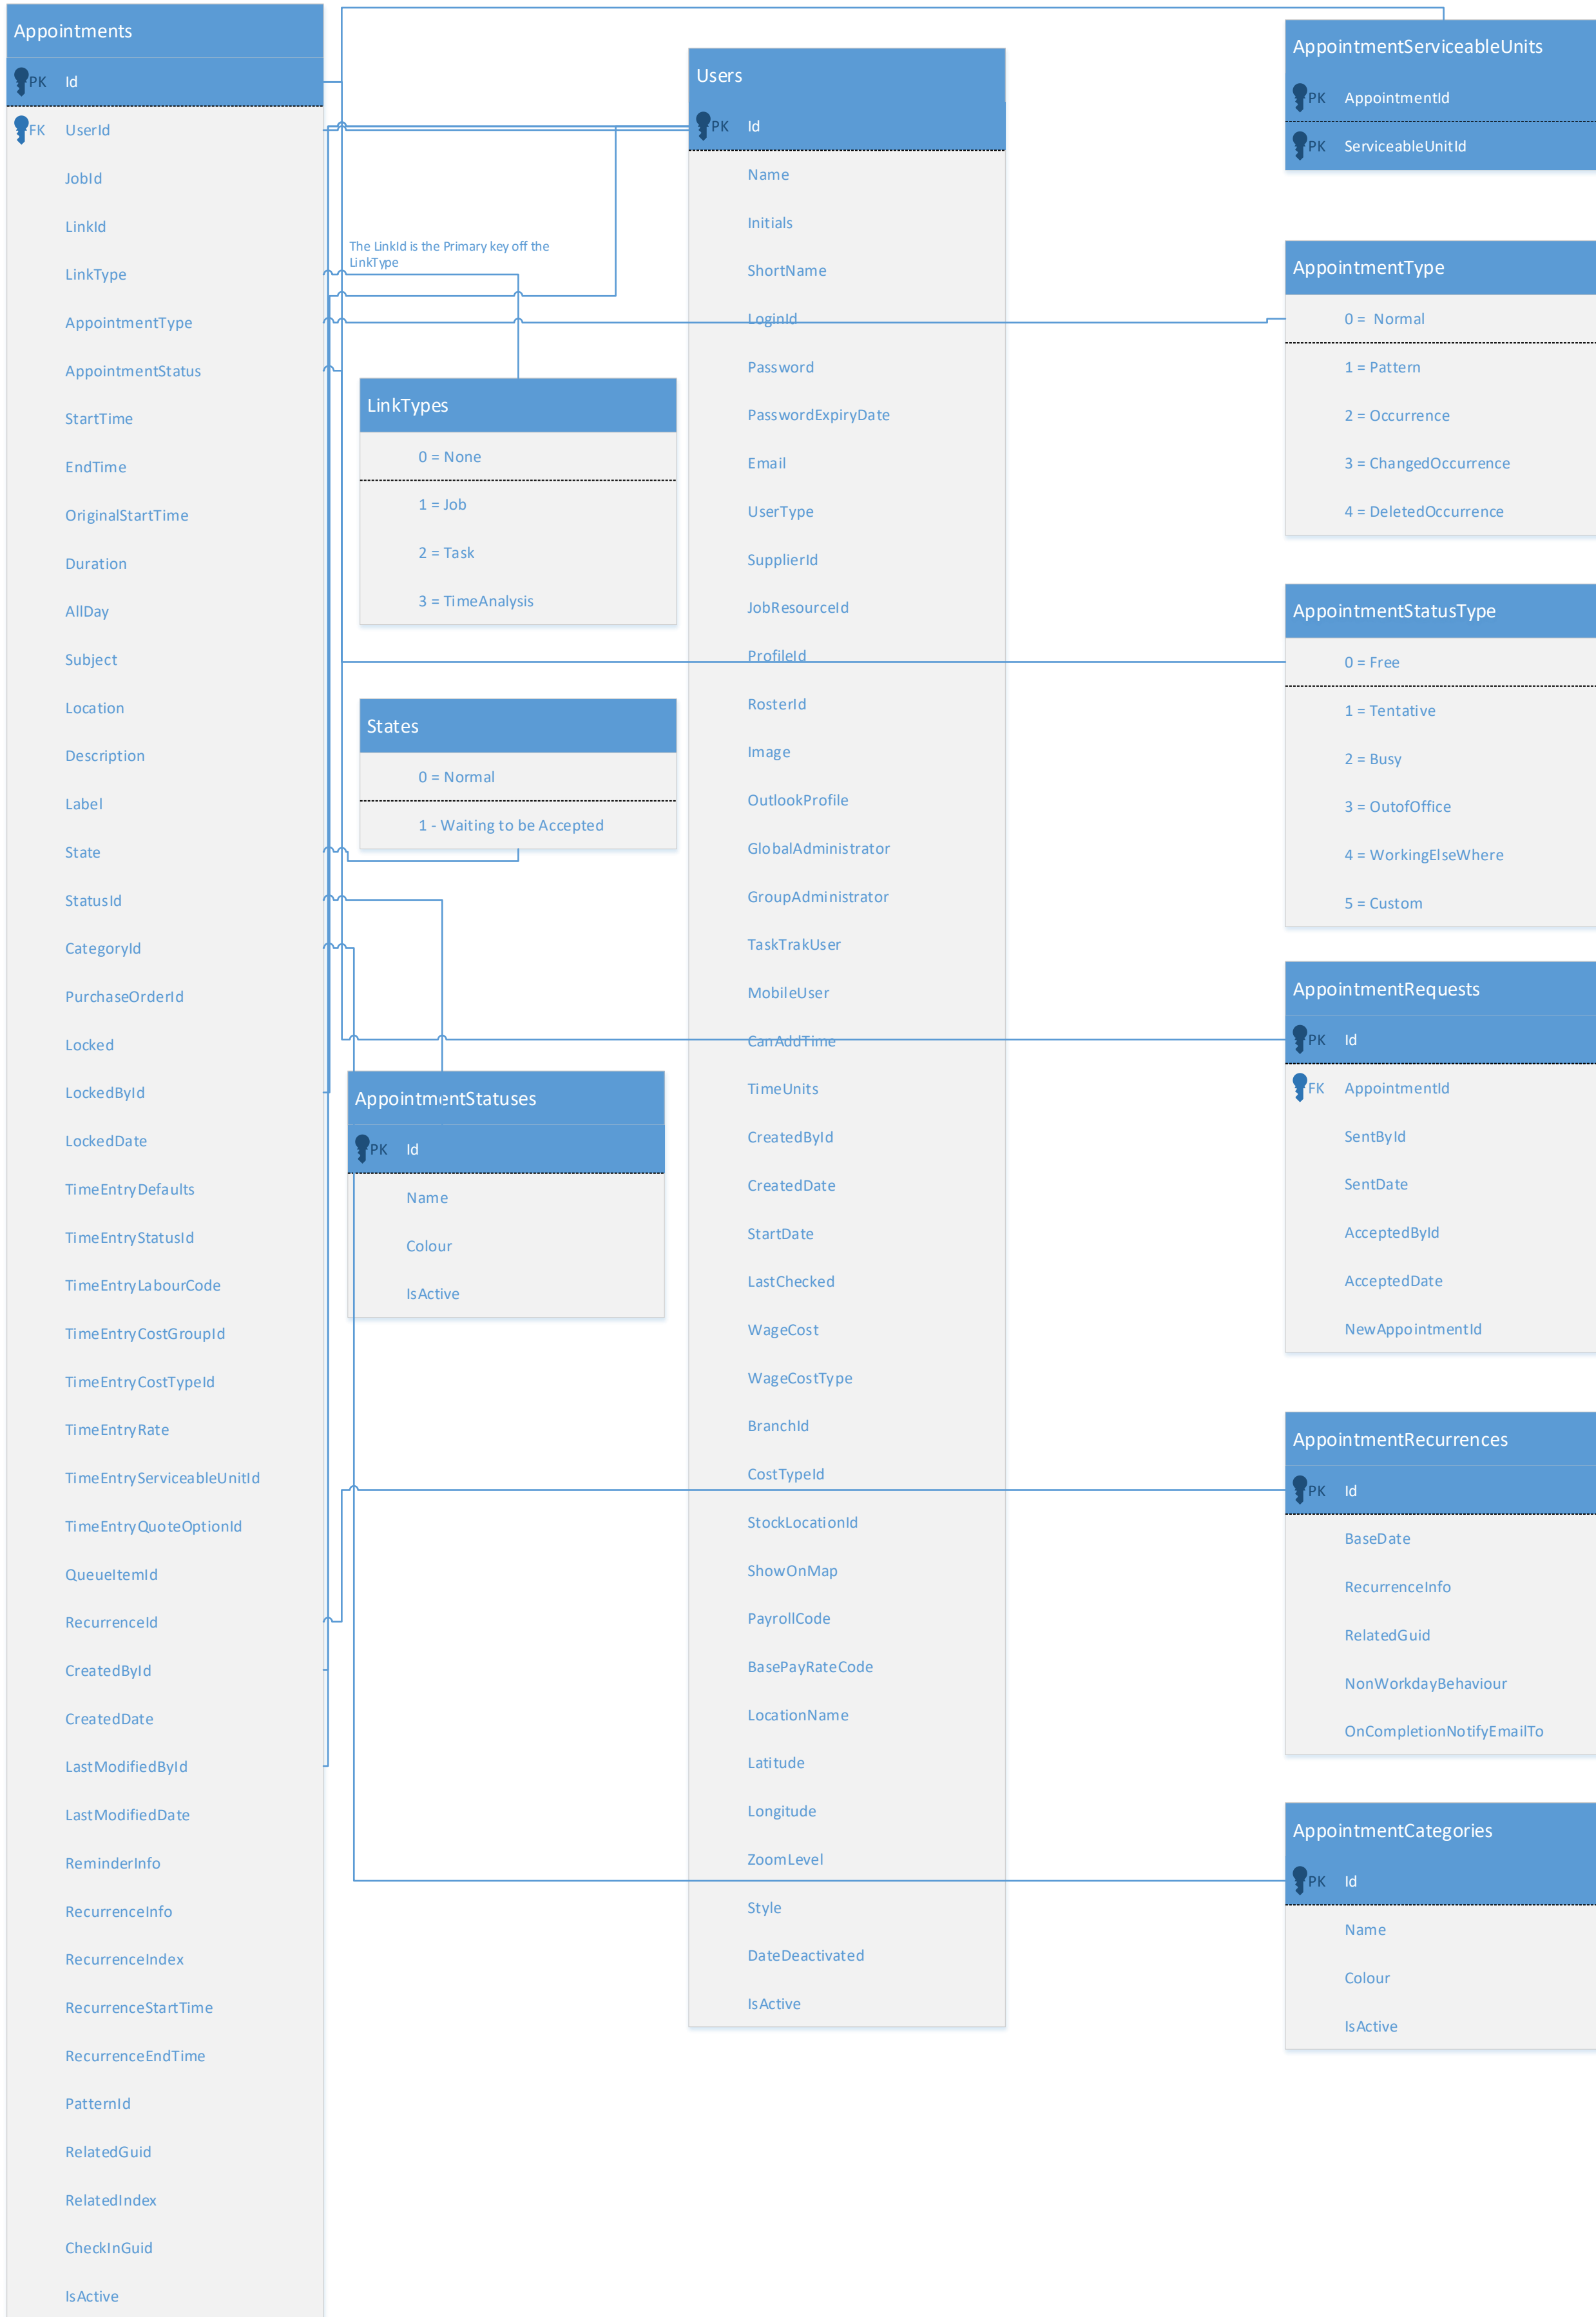 Appointments
PK Id
FK UserId
JobId
LinkId
LinkType
AppointmentType
AppointmentStatus
StartTime
EndTime
OriginalStartTime
Duration
AllDay
Subject
Location
Description
Label
State
StatusId
CategoryId
PurchaseOrderId
Locked
LockedById
LockedDate
TimeEntryDefaults
TimeEntryStatusId
TimeEntryLabourCode
TimeEntryCostGroupId
TimeEntryCostTypeId
TimeEntryRate
TimeEntryServiceableUnitId
TimeEntryQuoteOptionId
QueueItemId
RecurrenceId
CreatedById
CreatedDate
LastModifiedById
LastModifiedDate
ReminderInfo
RecurrenceInfo
RecurrenceIndex
RecurrenceStartTime
RecurrenceEndTime
PatternId
RelatedGuid
RelatedIndex
CheckInGuid
IsActive
The LinkId is the Primary key off the
LinkType
LinkTypes
0 = None
1 = Job
2 = Task
3 = TimeAnalysis
States
0 = Normal
1 - Waiting to be Accepted
AppointmentStatuses
PK Id
Name
Colour
IsActive
Users
PK Id
Name
Initials
ShortName
LoginId
Password
PasswordExpiryDate
Email
UserType
SupplierId
JobResourceId
ProfileId
RosterId
Image
OutlookProfile
GlobalAdministrator
GroupAdministrator
TaskTrakUser
MobileUser
CanAddTime
TimeUnits
CreatedById
CreatedDate
StartDate
LastChecked
WageCost
WageCostType
BranchId
CostTypeId
StockLocationId
ShowOnMap
PayrollCode
BasePayRateCode
LocationName
Latitude
Longitude
ZoomLevel
Style
DateDeactivated
IsActive
AppointmentServiceableUnits
PK AppointmentId
PK ServiceableUnitId
AppointmentType
0 = Normal
1 = Pattern
2 = Occurrence
3 = ChangedOccurrence
4 = DeletedOccurrence
AppointmentStatusType
0 = Free
1 = Tentative
2 = Busy
3 = OutofOffice
4 = WorkingElseWhere
5 = Custom
AppointmentRequests
PK Id
FK AppointmentId
SentById
SentDate
AcceptedById
AcceptedDate
NewAppointmentId
AppointmentRecurrences
PK Id
BaseDate
RecurrenceInfo
RelatedGuid
NonWorkdayBehaviour
OnCompletionNotifyEmailTo
AppointmentCategories
PK Id
Name
Colour
IsActive